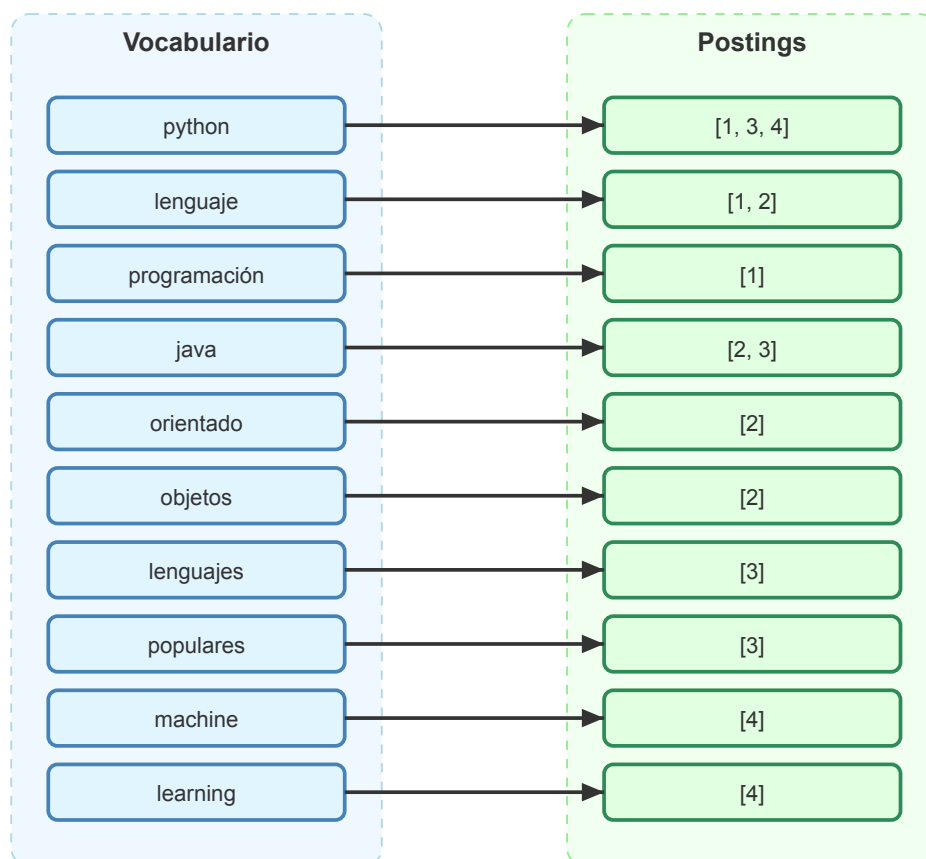 Vocabulario Postings
python [1, 3, 4]
lenguaje [1, 2]
programación [1]
java [2, 3]
orientado [2]
objetos [2]
lenguajes [3]
populares [3]
machine [4]
learning [4]